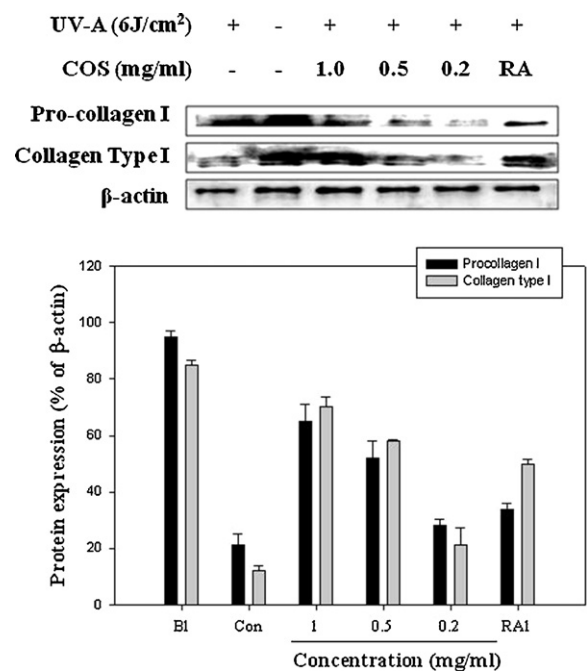 UV-A (6J/cm²) + - + + + +
COS (mg/ml) - - 1.0 0.5 0.2 RA
Pro-collagen I
Collagen Type I
β-actin
Procollagen I
Collagen type I
Protein expression (% of β-actin)
120
100
80
60
40
20
0
Bl Con 1 0.5 0.2 RA1
Concentration (mg/ml)